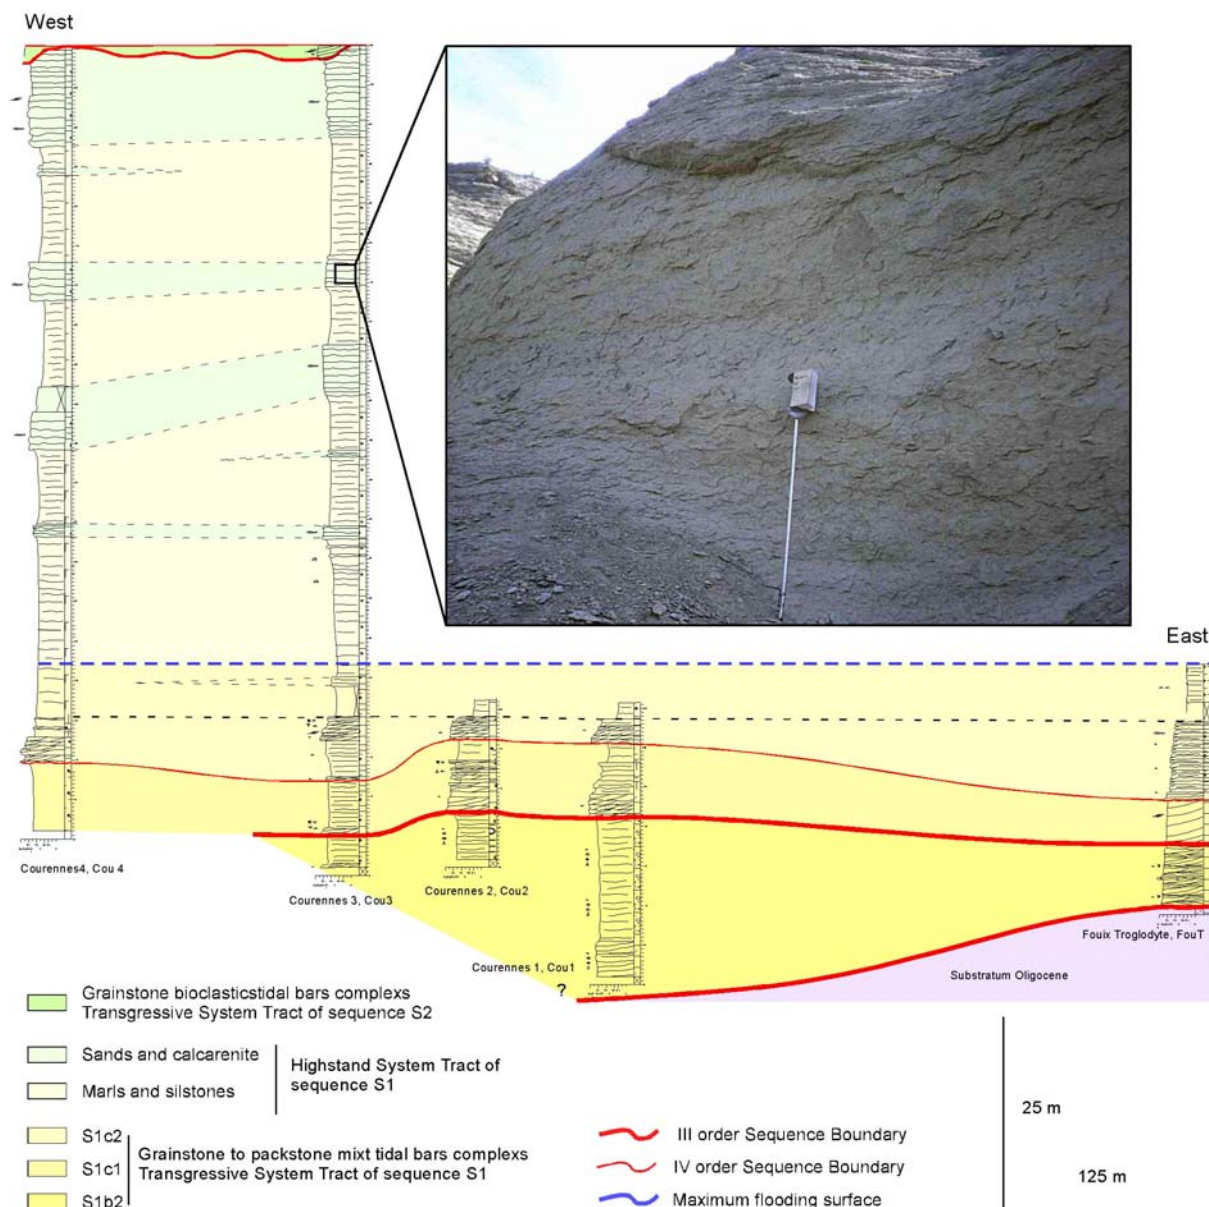 West
East
Courennes4, Cou 4
Courennes 3, Cou3
Courennes 2, Cou2
Courennes 1, Cou1
Fouix Troglodyte, FouT
Substratum Oligocene
?
Grainstone bioclasticstidal bars complexs
Transgressive System Tract of sequence S2
Sands and calcarenite
Marls and silstones
Highstand System Tract of
sequence S1
S1c2
S1c1
S1b2
Grainstone to packstone mixt tidal bars complexs
Transgressive System Tract of sequence S1
III order Sequence Boundary
IV order Sequence Boundary
Maximum flooding surface
25 m
125 m